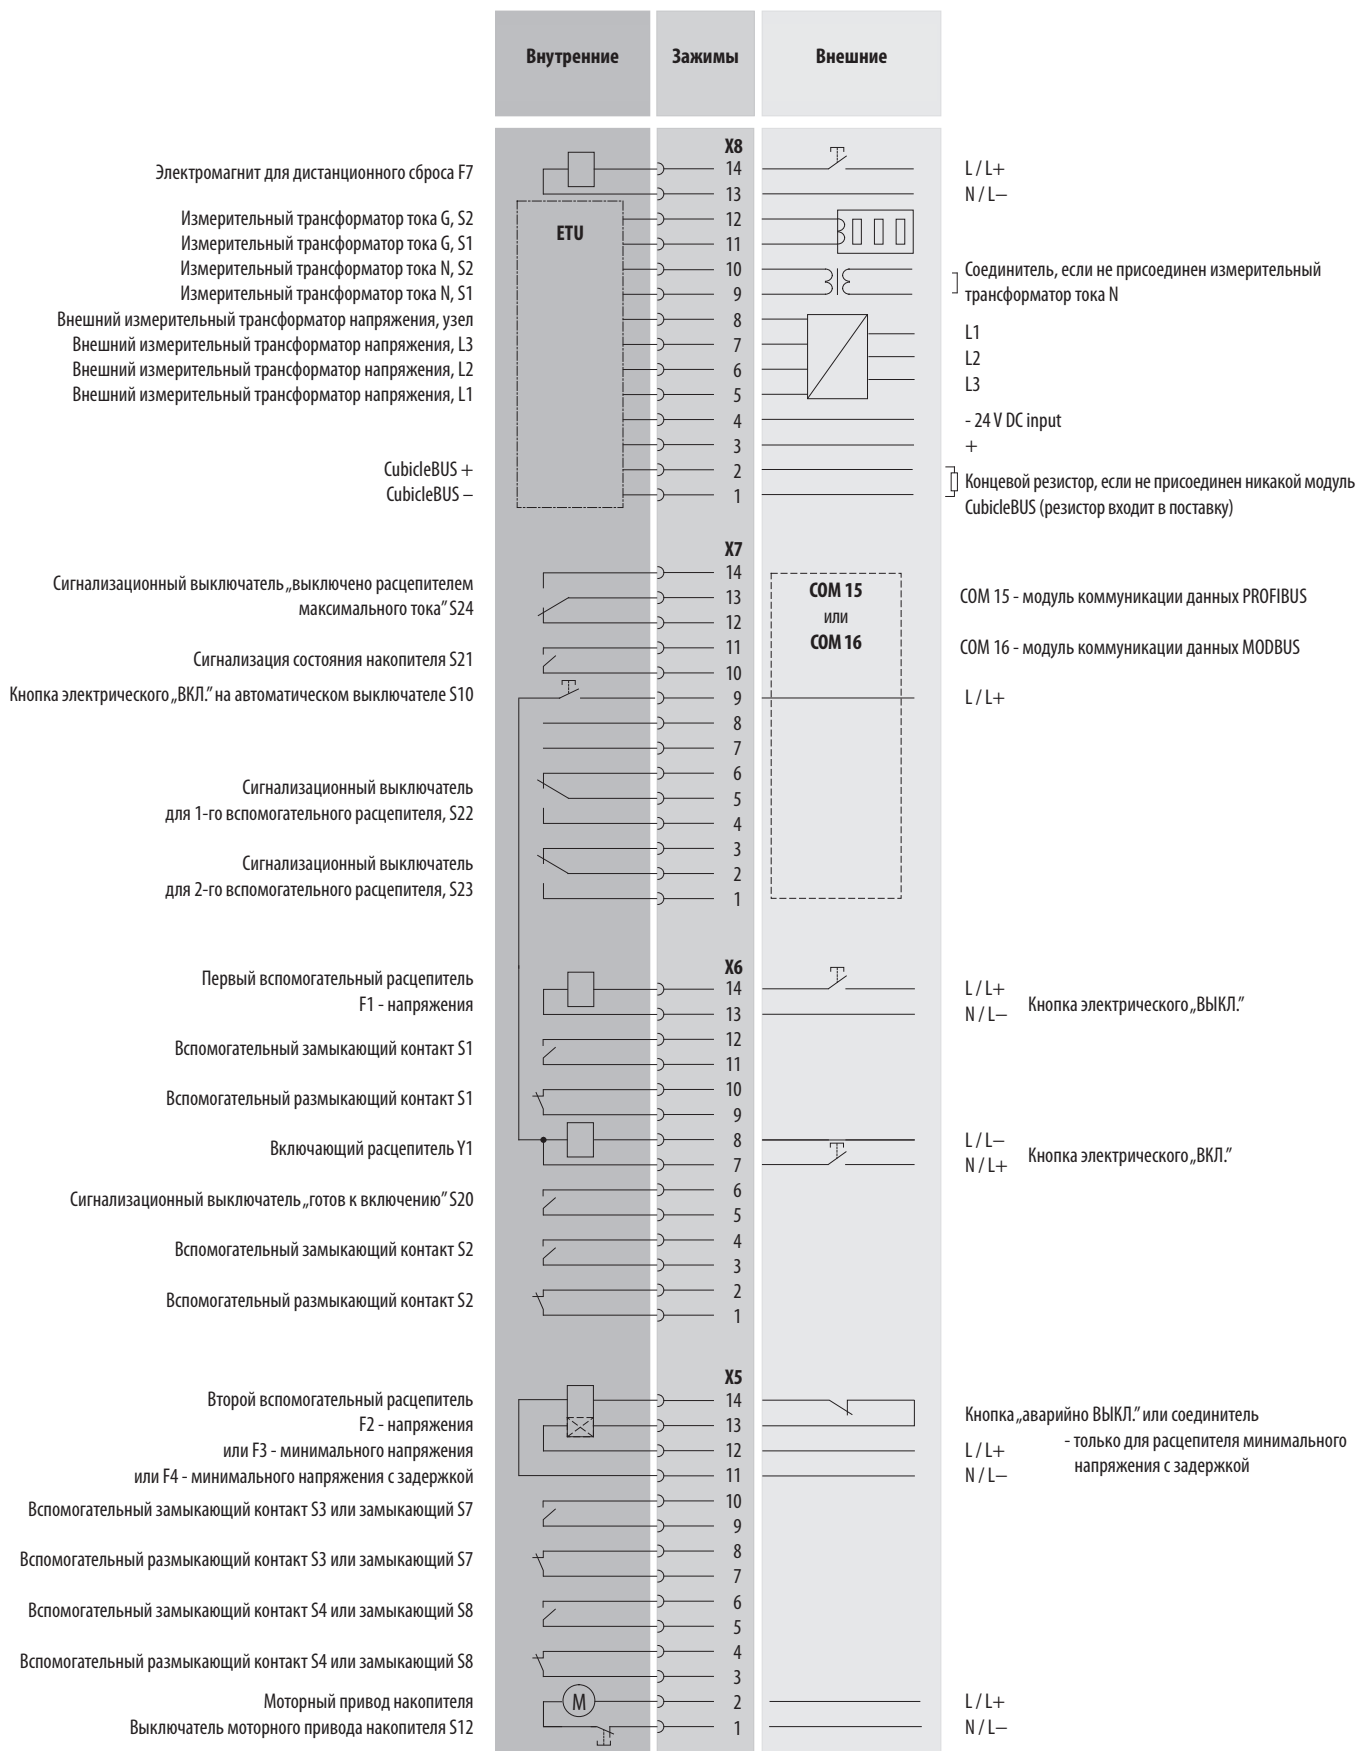 Внутренние Зажимы Внешние
X8
Электромагнит для дистанционного сброса F7 14 L / L+
13 N / L−
Измерительный трансформатор тока G, S2 12
ETU
Измерительный трансформатор тока G, S1 11
Измерительный трансформатор тока N, S2 10 Соединитель, если не присоединен измерительный
Измерительный трансформатор тока N, S1 9 трансформатор тока N
Внешний измерительный трансформатор напряжения, узел 8 L1
Внешний измерительный трансформатор напряжения, L3 7 L2
Внешний измерительный трансформатор напряжения, L2 6 L3
Внешний измерительный трансформатор напряжения, L1 5
4 - 24 V DC input
3 +
CubicleBUS + 2 Концевой резистор, если не присоединен никакой модуль
CubicleBUS − 1 CubicleBUS (резистор входит в поставку)
X7
14
Сигнализационный выключатель „выключено расцепителем 13 COM 15 COM 15 - модуль коммуникации данных PROFIBUS
максимального тока” S24 12 или
11 COM 16 COM 16 - модуль коммуникации данных MODBUS
Сигнализация состояния накопителя S21 10
Кнопка электрического „ВКЛ.” на автоматическом выключателе S10 9 L / L+
8
7
6
Сигнализационный выключатель 5
для 1-го вспомогательного расцепителя, S22 4
3
Сигнализационный выключатель 2
для 2-го вспомогательного расцепителя, S23 1
X6
Первый вспомогательный расцепитель 14 L / L+
F1 - напряжения 13 N / L− Кнопка электрического „ВЫКЛ.”
12
Вспомогательный замыкающий контакт S1 11
10
Вспомогательный размыкающий контакт S1 9
Включающий расцепитель Y1 8 L / L−
7 N / L+ Кнопка электрического „ВКЛ.”
6
Сигнализационный выключатель „готов к включению” S20 5
4
Вспомогательный замыкающий контакт S2 3
2
Вспомогательный размыкающий контакт S2 1
X5
Второй вспомогательный расцепитель 14
F2 - напряжения 13 Кнопка „аварийно ВЫКЛ.” или соединитель
или F3 - минимального напряжения 12 L / L+ - только для расцепителя минимального
или F4 - минимального напряжения с задержкой 11 N / L− напряжения с задержкой
10
Вспомогательный замыкающий контакт S3 или замыкающий S7 9
8
Вспомогательный размыкающий контакт S3 или замыкающий S7 7
6
Вспомогательный замыкающий контакт S4 или замыкающий S8 5
4
Вспомогательный размыкающий контакт S4 или замыкающий S8 3
Моторный привод накопителя M 2 L / L+
Выключатель моторного привода накопителя S12 1 N / L−